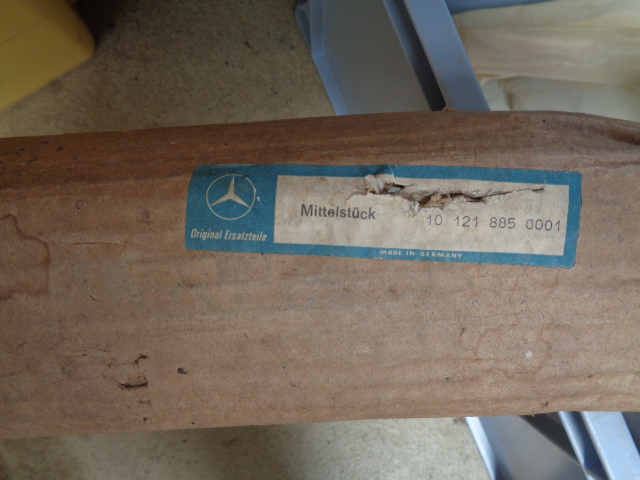 Mittelstück 10 121 885 0001
Original Ersatzteile
MADE IN GERMANY